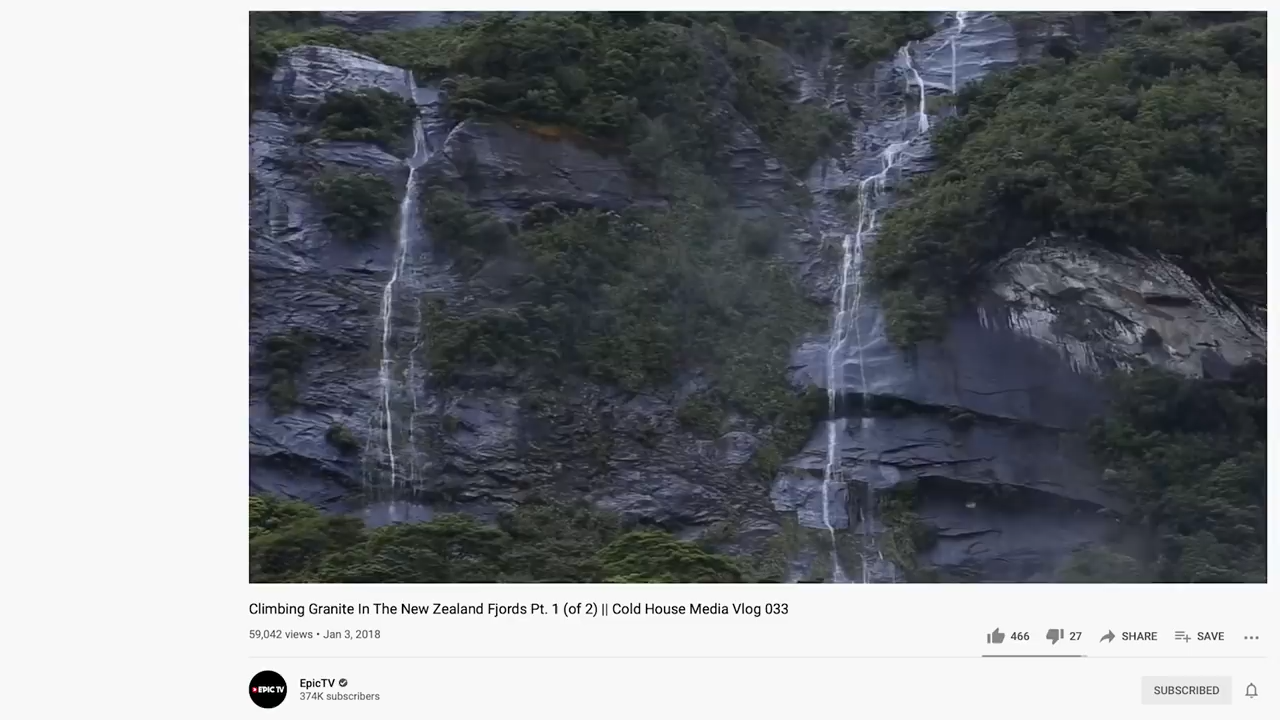 Climbing Granite In The New Zealand Fjords Pt. 1 (of 2) || Cold House Media Vlog 033
59,042 views • Jan 3, 2018
466 27 SHARE SAVE
EPIC TV
EpicTV
374K subscribers
SUBSCRIBED